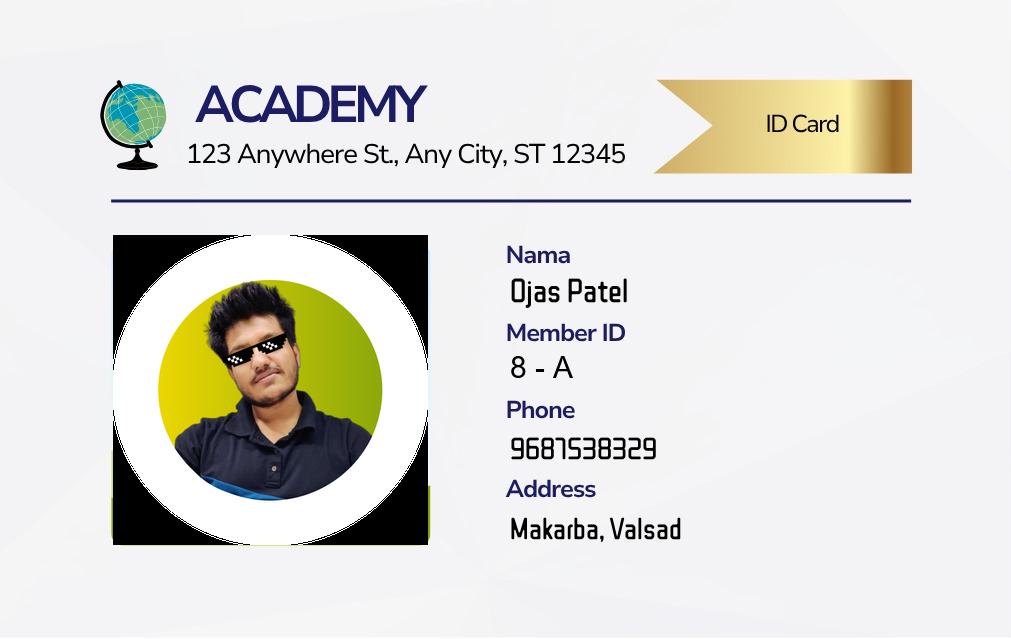 ACADEMY
123 Anywhere St., Any City, ST 12345
ID Card
Nama
Ojas Patel
Member ID
8 - A
Phone
9687538329
Address
Makarba, Valsad